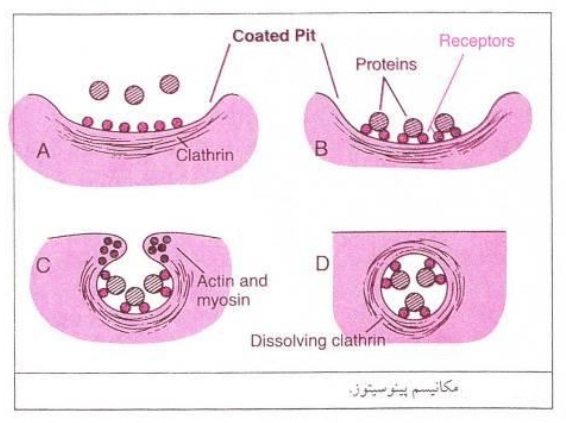 Coated Pit
Receptors
Proteins
A
Clathrin
B
C
Actin and
myosin
D
Dissolving clathrin
مکانیسم پینوسیتوز.